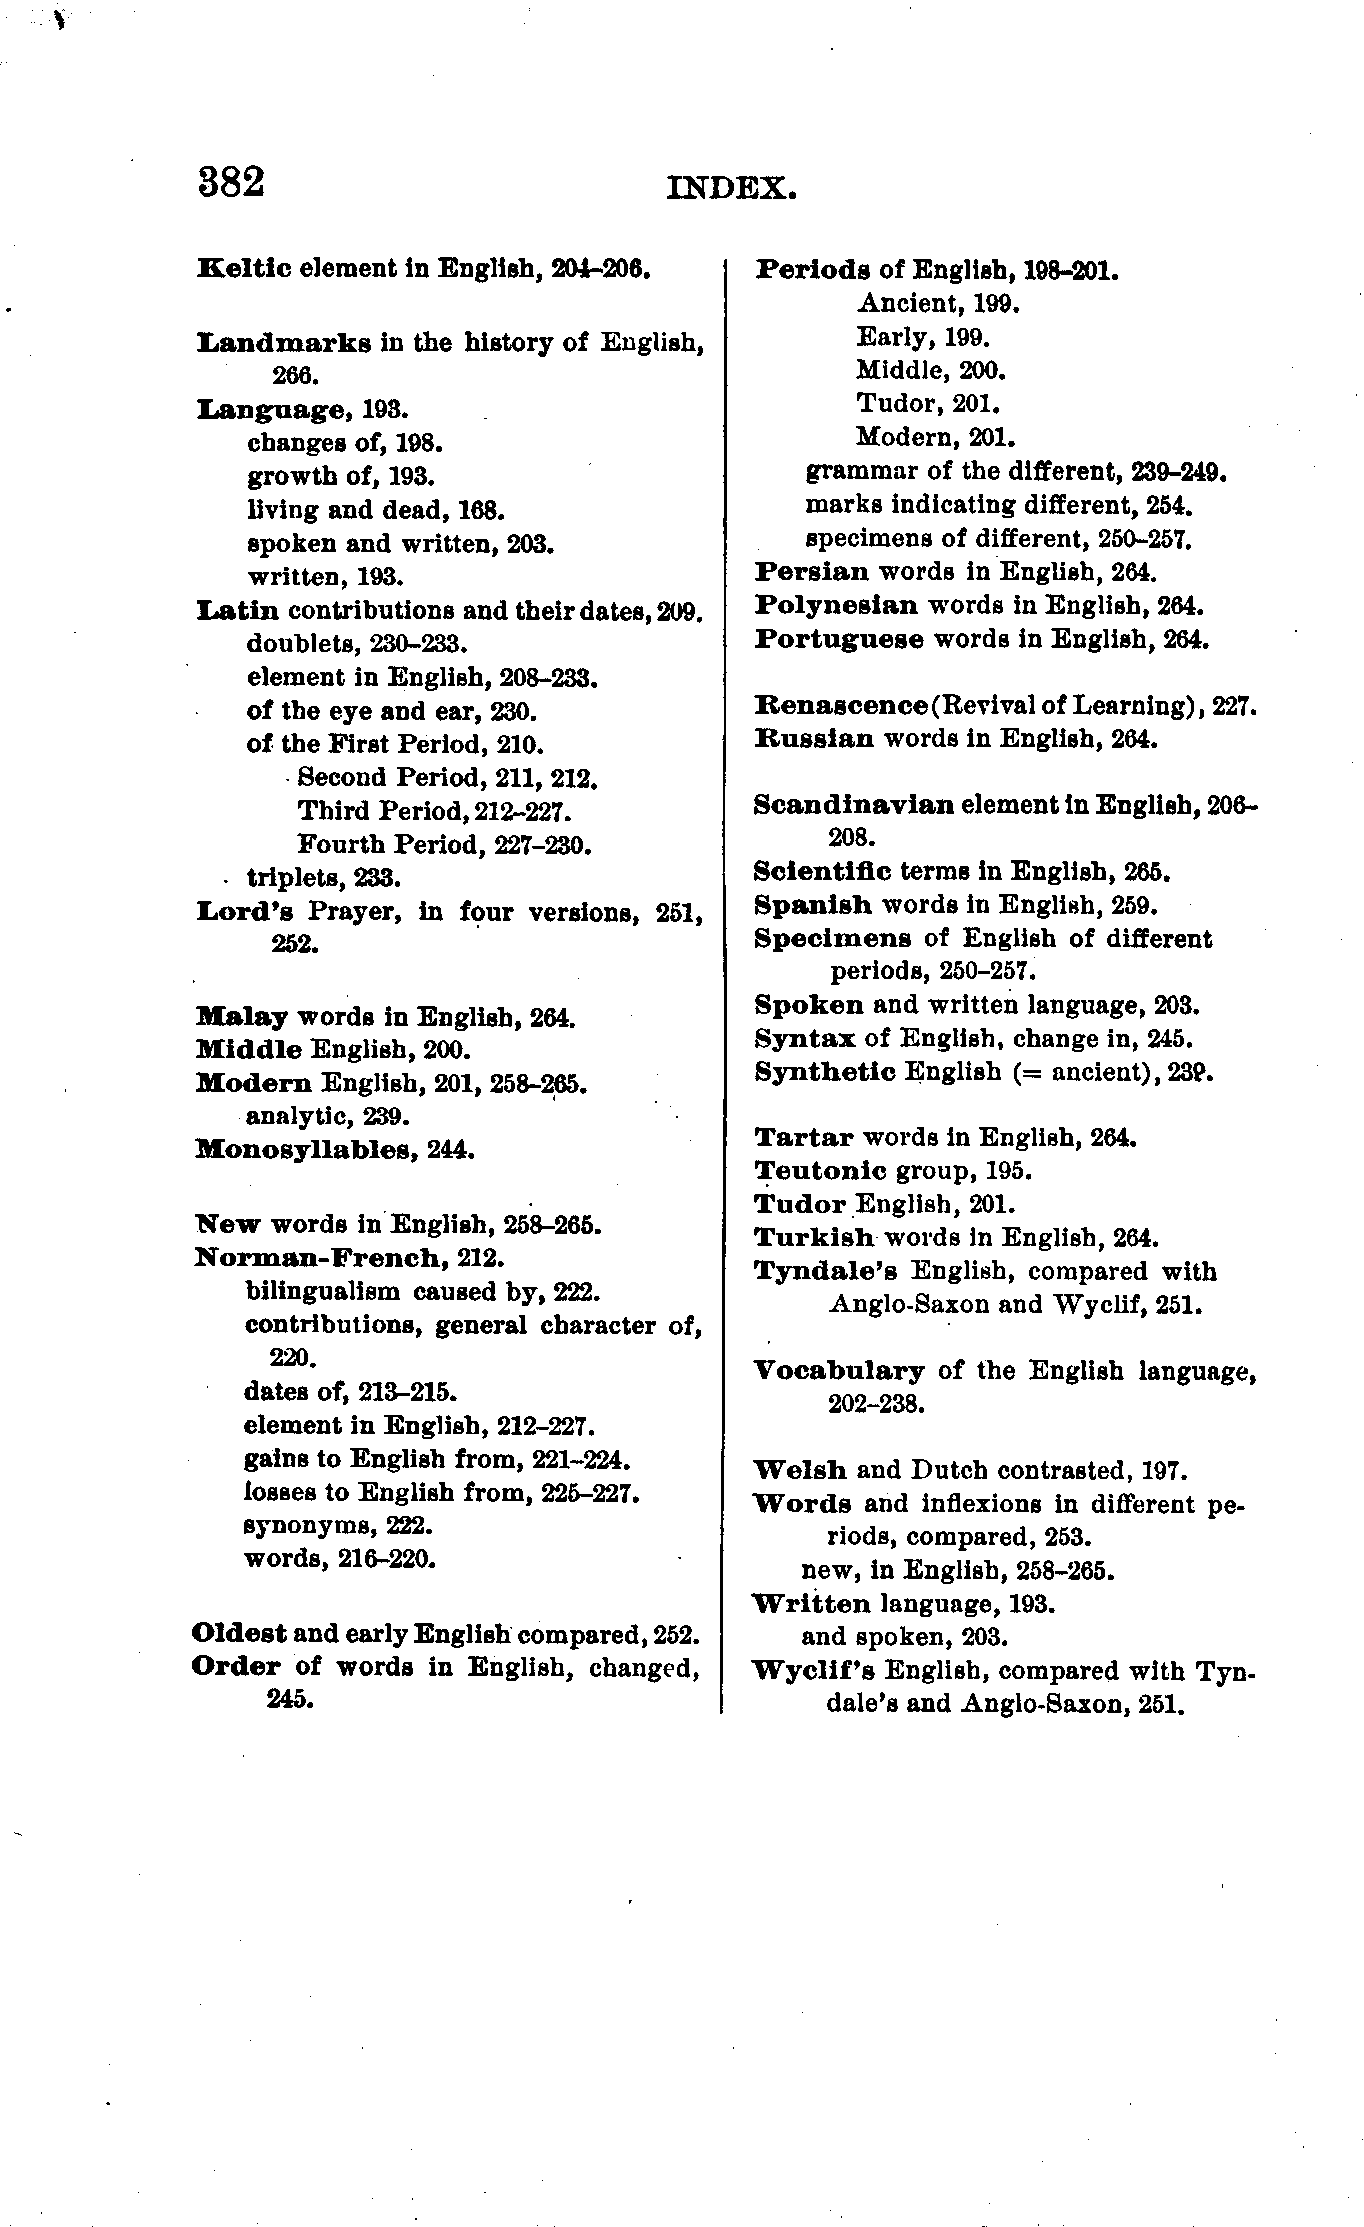 382
INDEX.
Keltic element in English, 204-206.
Landmarks in the history of English,
266.
Language, 193.
changes of, 198.
growth of, 193.
living and dead, 168.
spoken and written, 203.
written, 193.
Latin contributions and their dates, 209.
doublets, 230-233.
element in English, 208-233.
of the eye and ear, 230.
of the First Period, 210.
Second Period, 211, 212.
Third Period, 212-227.
Fourth Period, 227-230.
triplets, 233.
Lord's Prayer, in four versions, 251,
252.
Malay words in English, 264.
Middle English, 200.
Modern English, 201, 258-265.
analytic, 239.
Monosyllables, 244.
New words in English, 258-265.
Norman-French, 212.
bilingualism caused by, 222.
contributions, general character of,
220.
dates of, 213-215.
element in English, 212-227.
gains to English from, 221-224.
losses to English from, 225-227.
synonyms, 222.
words, 216-220.
Oldest and early English compared, 252.
Order of words in English, changed,
245.
Periods of English, 198-201.
Ancient, 199.
Early, 199.
Middle, 200.
Tudor, 201.
Modern, 201.
grammar of the different, 239-249.
marks indicating different, 254.
specimens of different, 250-257.
Persian words in English, 264.
Polynesian words in English, 264.
Portuguese words in English, 264.
Renascence (Revival of Learning), 227.
Russian words in English, 264.
Scandinavian element in English, 206-
208.
Scientific terms in English, 265.
Spanish words in English, 259.
Specimens of English of different
periods, 250-257.
Spoken and written language, 203.
Syntax of English, change in, 245.
Synthetic English (= ancient), 239.
Tartar words in English, 264.
Teutonic group, 195.
Tudor English, 201.
Turkish words in English, 264.
Tyndale's English, compared with
Anglo-Saxon and Wyclif, 251.
Vocabulary of the English language,
202-238.
Welsh and Dutch contrasted, 197.
Words and inflexions in different pe-
riods, compared, 253.
new, in English, 258-265.
Written language, 193.
and spoken, 203.
Wyclif's English, compared with Tyn-
dale's and Anglo-Saxon, 251.